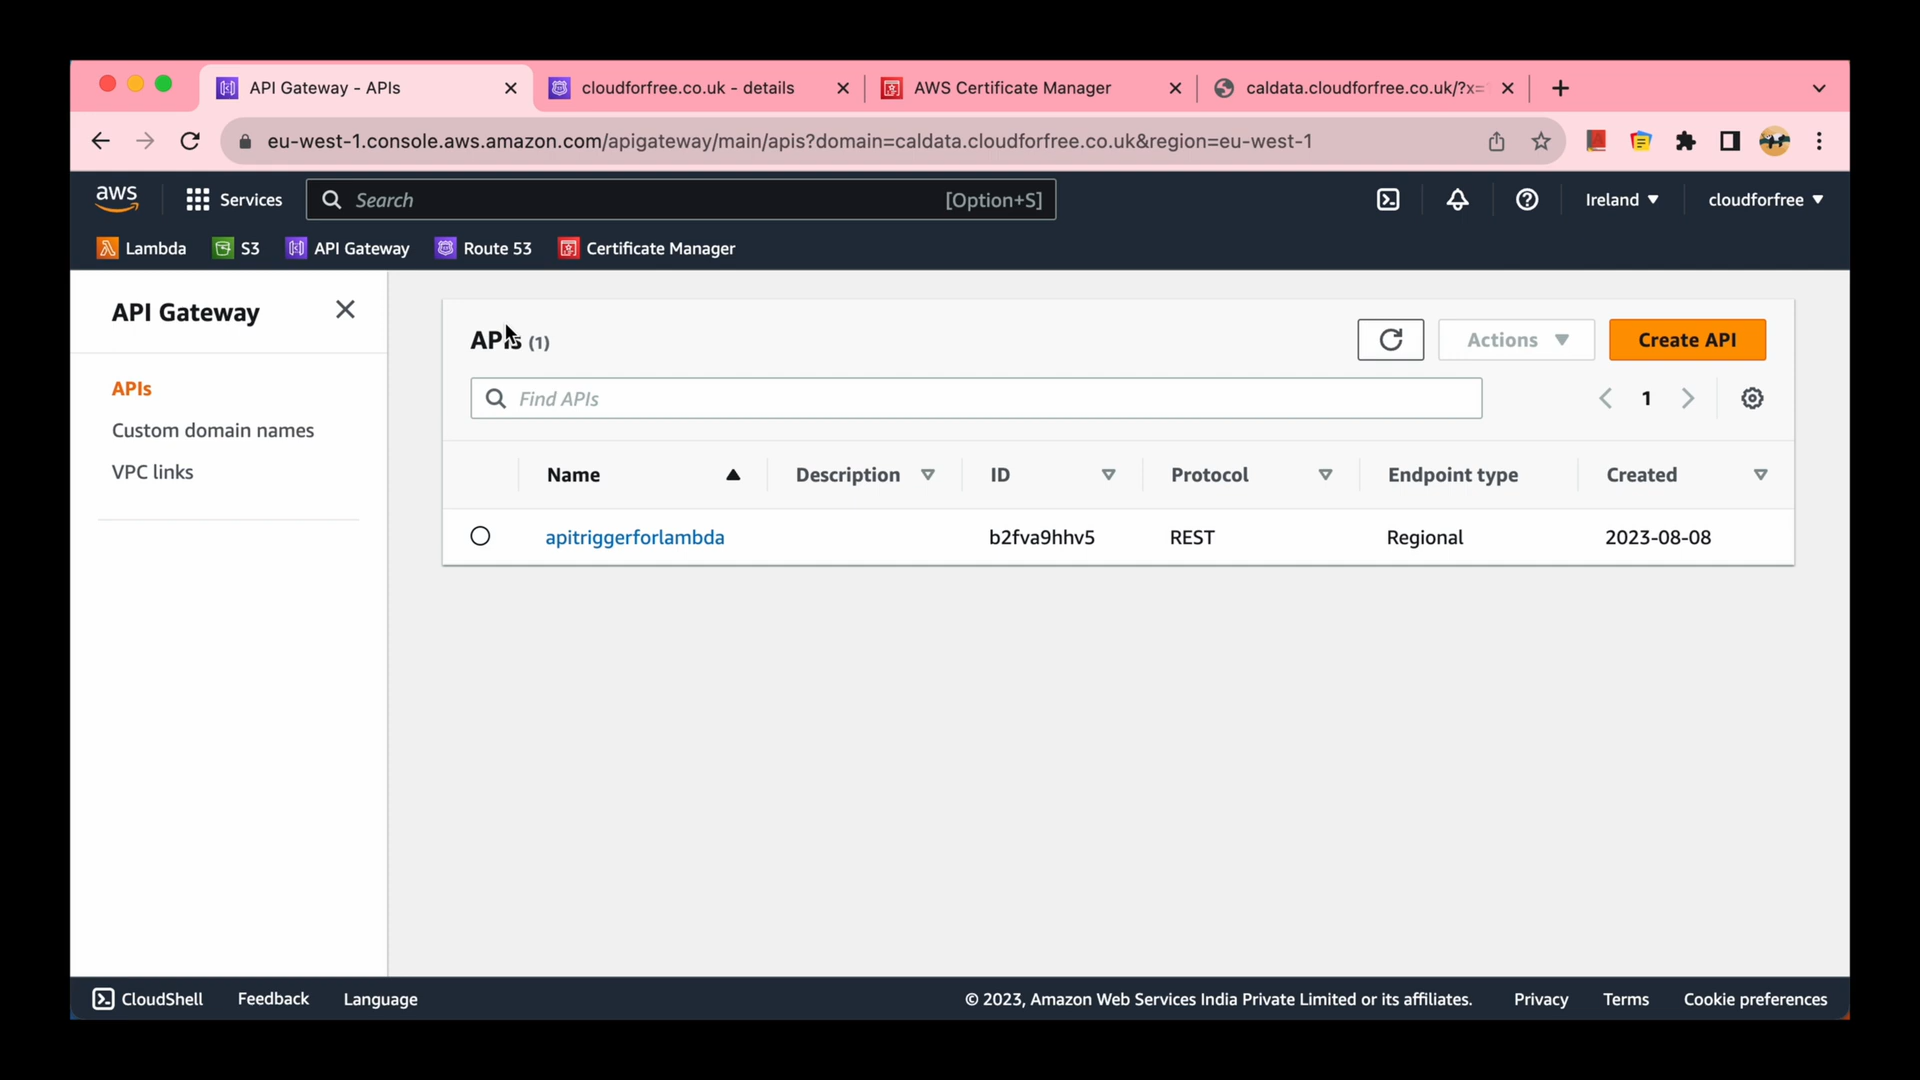 API Gateway - APIs
cloudforfree.co.uk - details
AWS Certificate Manager
caldata.cloudforfree.co.uk/?x=
eu-west-1.console.aws.amazon.com/apigateway/main/apis?domain=caldata.cloudforfree.co.uk&region=eu-west-1
aws
Services
Search
[Option+S]
Ireland
cloudforfree
Lambda
S3
API Gateway
Route 53
Certificate Manager
API Gateway
APIs
Custom domain names
VPC links
APIs (1)
Actions
Create API
Find APIs
1
Name Description ID Protocol Endpoint type Created
apitriggerforlambda b2fva9hhv5 REST Regional 2023-08-08
CloudShell Feedback Language © 2023, Amazon Web Services India Private Limited or its affiliates. Privacy Terms Cookie preferences